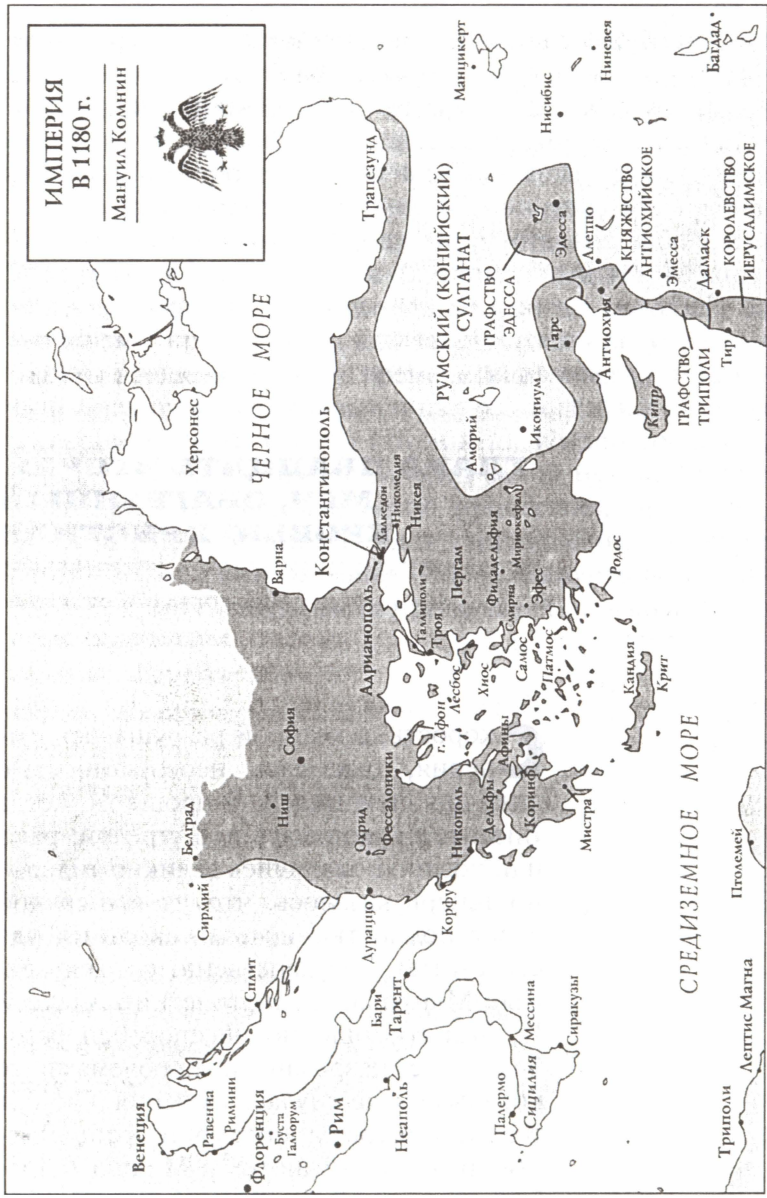 ИМПЕРИЯ
В 1180 г.
Мануил Комнин
ЧЕРНОЕ МОРЕ
Херсонес
Трапезунд
Манцикерт
Нисибис
Ниневея
Багдад
РУМСКИЙ (КОНИЙСКИЙ)
СУЛТАНАТ
ГРАФСТВО
ЭДЕССА
Эдесса
Алеппо
КНЯЖЕСТВО
АНТИОХИЙСКОЕ
Эмесса
Дамаск
КОРОЛЕВСТВО
ИЕРУСАЛИМСКОЕ
Тарс
Антиохия
Кипр
ГРАФСТВО
ТРИПОЛИ
Тир
Аморий
Икониум
Константинополь
Халкедон
Никомедия
Никея
Адрианополь
Галлиполи
Троя
Пергам
Филадельфия
Смирна
Мириокефал
Эфес
Родос
Варна
г. Афон
Лесбос
Хиос
Самос
Патмос
Кандия
Крит
Белград
Сирмий
Ниш
София
Охрид
Фессалоники
Аураццо
Никополь
Дельфы
Афины
Коринф
Мистра
Корфу
Сплит
Венеция
Равенна
Римини
Флоренция
Буста
Галлорум
Рим
Неаполь
Бари
Тарент
Палермо
Сицилия
Мессина
Сиракузы
СРЕДИЗЕМНОЕ МОРЕ
Триполи
Лептис Магна
Птолемей